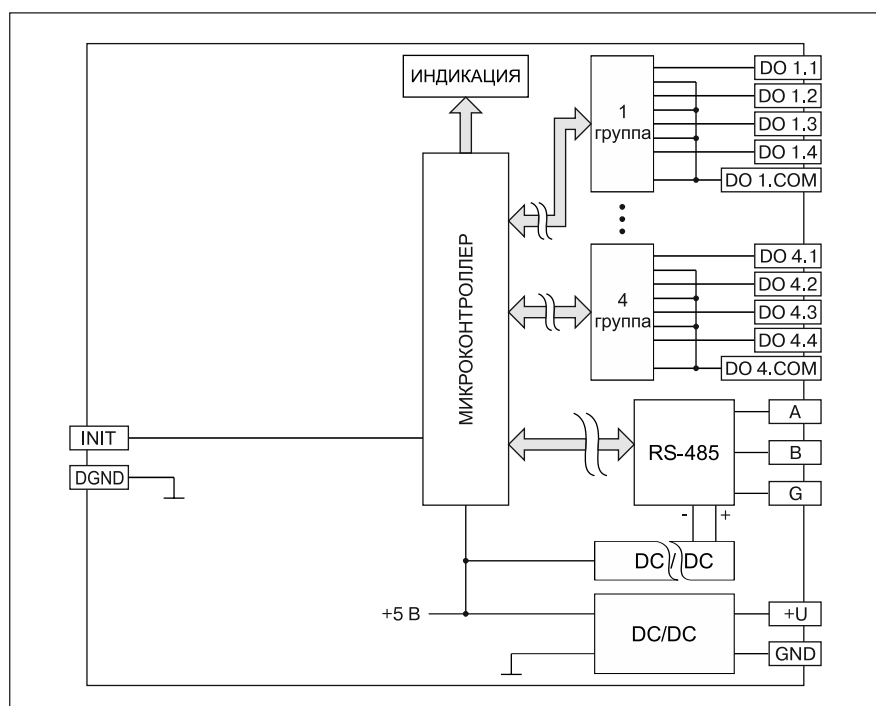 ИНДИКАЦИЯ
МИКРОКОНТРОЛЛЕР
1
группа
DO 1.1
DO 1.2
DO 1.3
DO 1.4
DO 1.COM
4
группа
DO 4.1
DO 4.2
DO 4.3
DO 4.4
DO 4.COM
INIT
DGND
RS-485
A
B
G
- +
DC / DC
+5 В
DC/DC
+U
GND